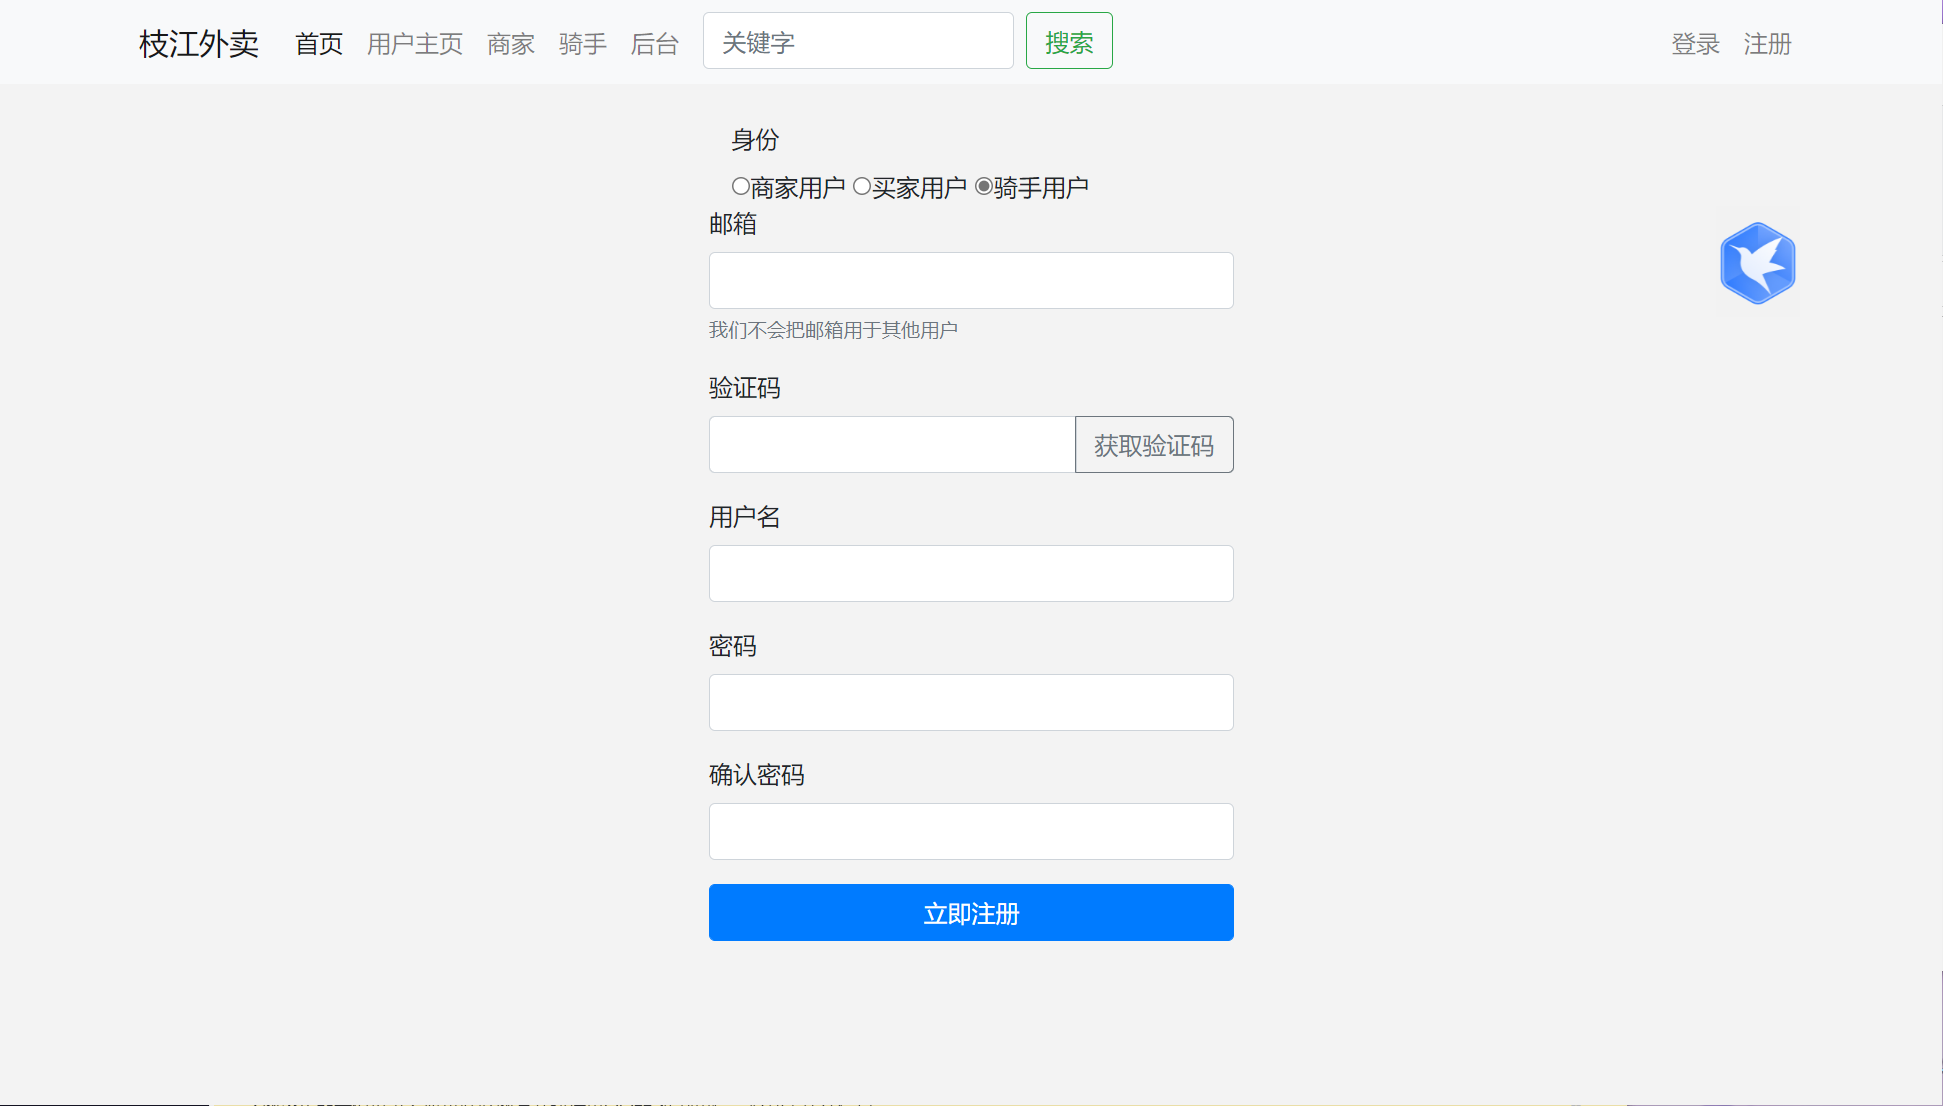 枝江外卖 首页 用户主页 商家 骑手 后台 关键字 搜索 登录 注册
身份
商家用户 买家用户 骑手用户
邮箱
我们不会把邮箱用于其他用户
验证码
获取验证码
用户名
密码
确认密码
立即注册